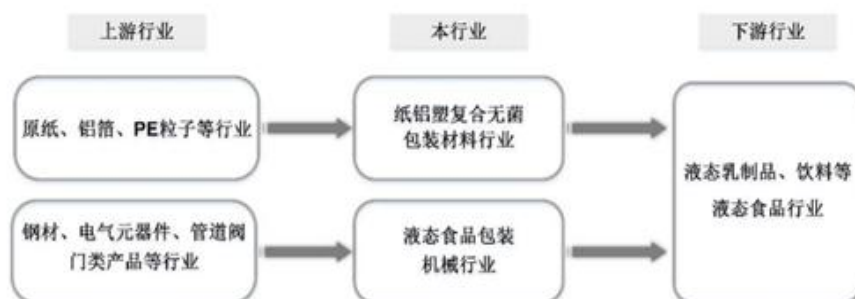 上游行业
本行业
下游行业
原纸、铝箔、PE粒子等行业
纸铝塑复合无菌
包装材料行业
液态乳制品、饮料等
液态食品行业
钢材、电气元器件、管道阀
门类产品等行业
液态食品包装
机械行业